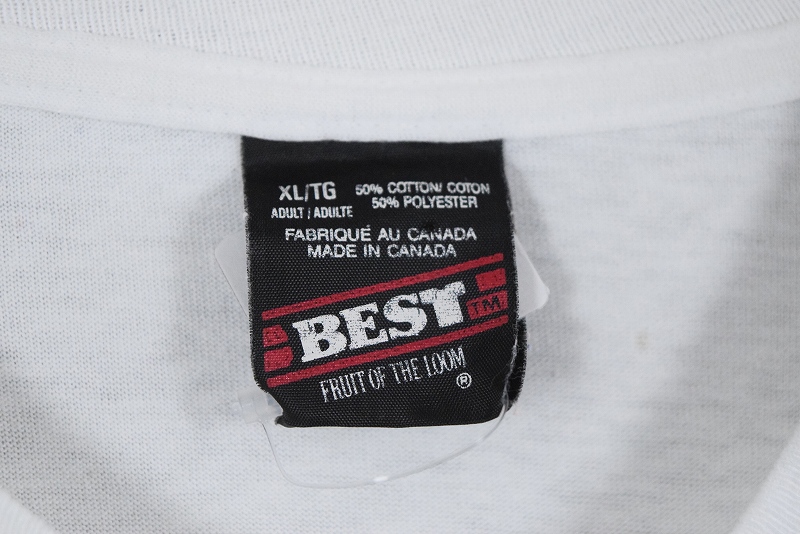 XL/TG 50% COTTON/ COTON
ADULT / ADULTE 50% POLYESTER
FABRIQUÉ AU CANADA
MADE IN CANADA
BEST TM
FRUIT OF THE LOOM ®